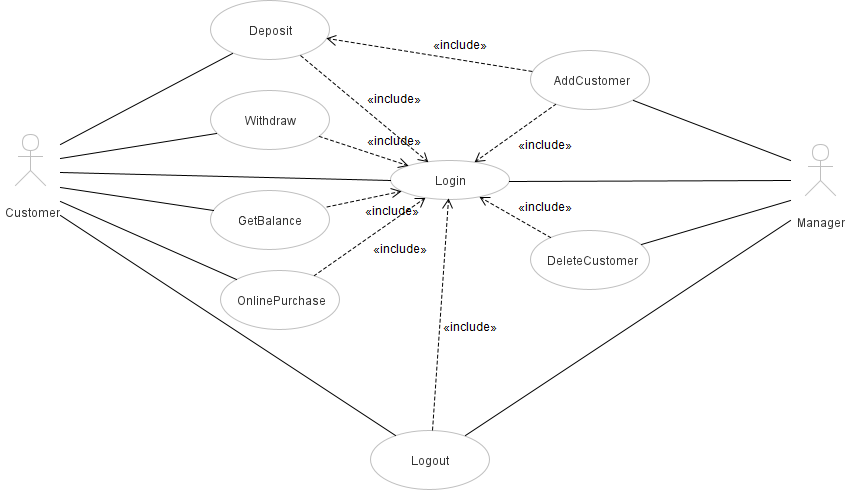 Deposit
«include»
AddCustomer
«include»
Withdraw
«include»
«include»
Login
Customer
«include»
«include»
GetBalance
Manager
«include»
DeleteCustomer
OnlinePurchase
«include»
Logout